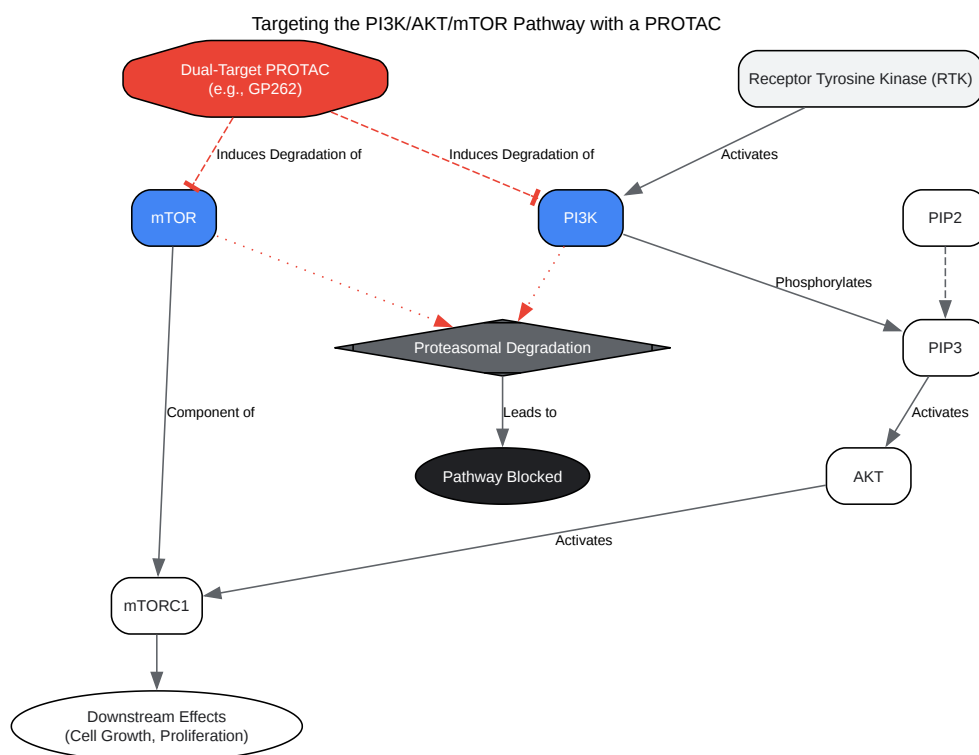 Targeting the PI3K/AKT/mTOR Pathway with a PROTAC
Dual-Target PROTAC
(e.g., GP262)
Receptor Tyrosine Kinase (RTK)
Induces Degradation of
Induces Degradation of
Activates
mTOR
PI3K
PIP2
Phosphorylates
Proteasomal Degradation
PIP3
Component of
Leads to
Activates
Pathway Blocked
AKT
Activates
mTORC1
Downstream Effects
(Cell Growth, Proliferation)